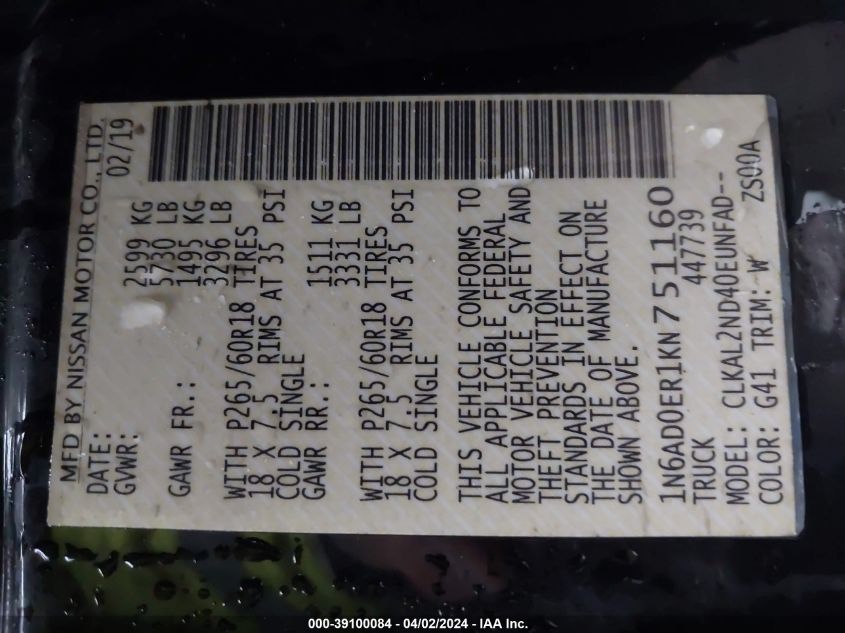 MFD BY NISSAN MOTOR CO., LTD.
DATE: 02/19
GVWR: 2599 KG
5730 LB
GAWR FR.: 1495 KG
3296 LB
WITH P265/60R18 TIRES
18 X 7.5 RIMS AT 35 PSI
COLD SINGLE
GAWR RR.: 1511 KG
3331 LB
WITH P265/60R18 TIRES
18 X 7.5 RIMS AT 35 PSI
COLD SINGLE
THIS VEHICLE CONFORMS TO
ALL APPLICABLE FEDERAL
MOTOR VEHICLE SAFETY AND
THEFT PREVENTION
STANDARDS IN EFFECT ON
THE DATE OF MANUFACTURE
SHOWN ABOVE.
1N6AD0ER1KN751160
TRUCK 447739
MODEL: CLKAL2ND40EUNFAD--
COLOR: G41 TRIM: W ZS00A
000-39100084 - 04/02/2024 - IAA Inc.